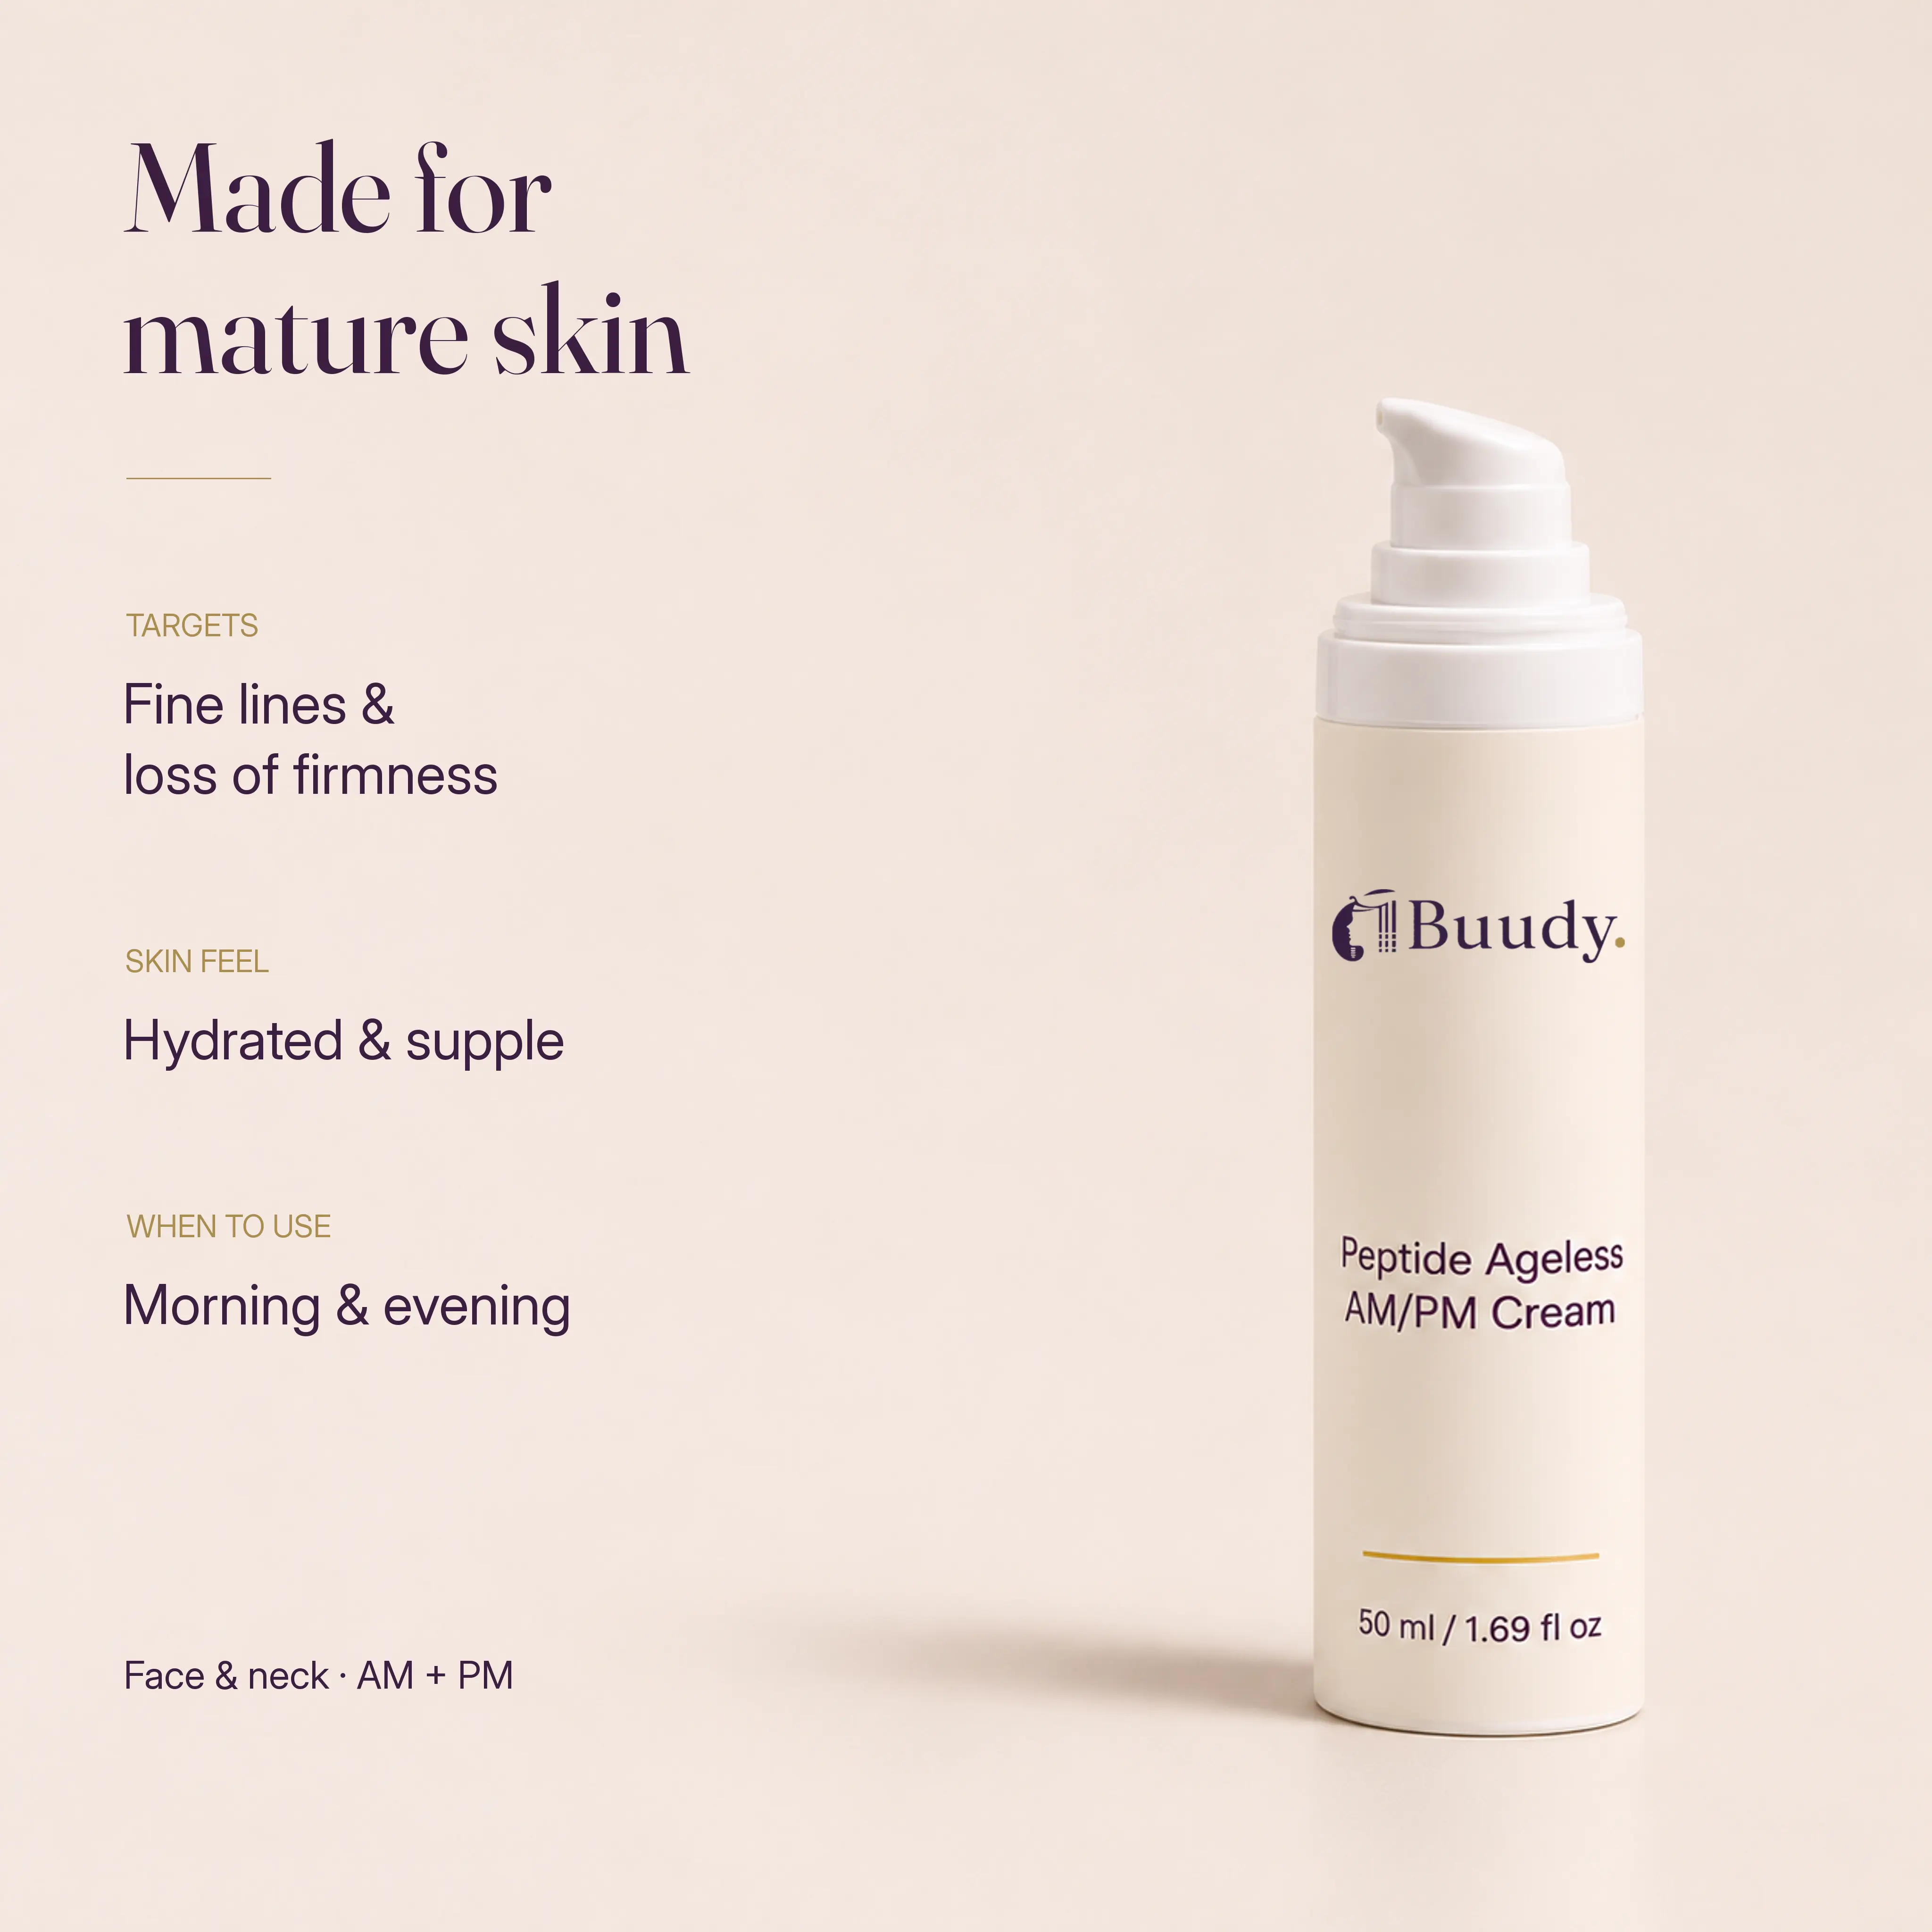 Made for
mature skin
TARGETS
Fine lines &
loss of firmness
SKIN FEEL
Hydrated & supple
WHEN TO USE
Morning & evening
Face & neck · AM + PM
Buudy.
Peptide Ageless
AM/PM Cream
50 ml / 1.69 fl oz